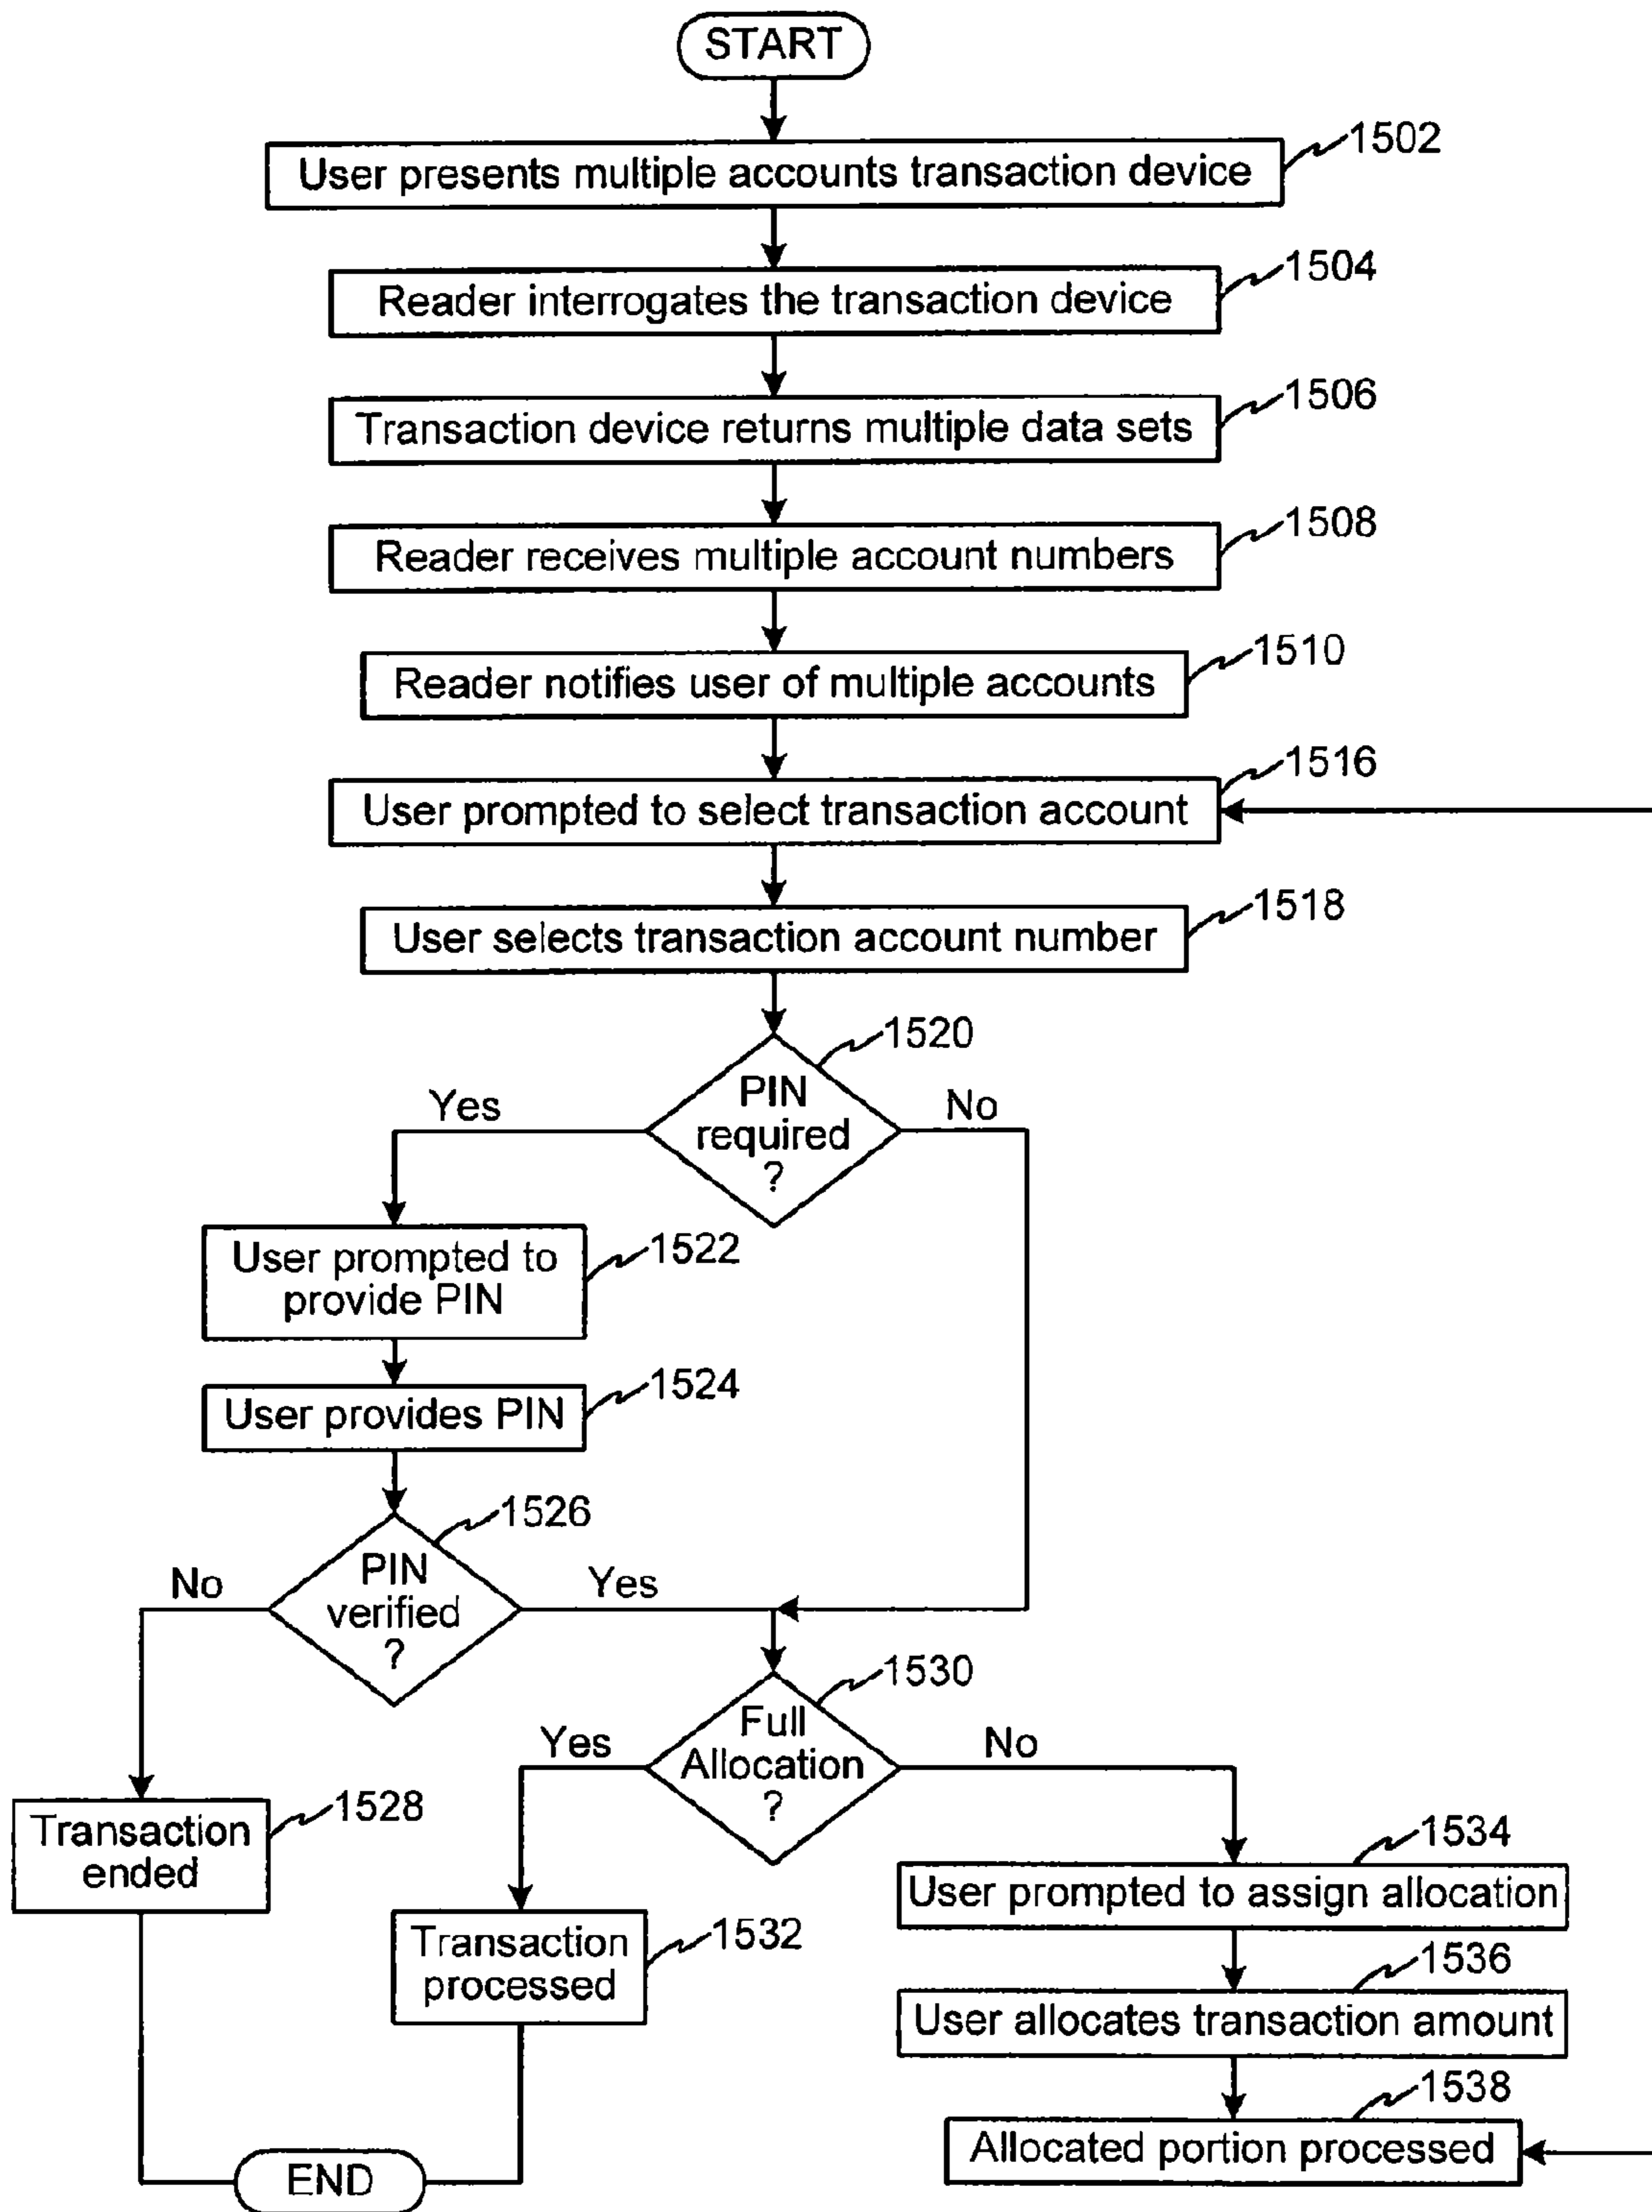 START
1502
User presents multiple accounts transaction device
1504
Reader interrogates the transaction device
1506
Transaction device returns multiple data sets
1508
Reader receives multiple account numbers
1510
Reader notifies user of multiple accounts
1516
User prompted to select transaction account
1518
User selects transaction account number
1520
PIN
required
?
Yes
No
1522
User prompted to
provide PIN
1524
User provides PIN
1526
PIN
verified
?
No
Yes
1530
Full
Allocation
?
Yes
No
1528
Transaction
ended
1532
Transaction
processed
1534
User prompted to assign allocation
1536
User allocates transaction amount
1538
Allocated portion processed
END